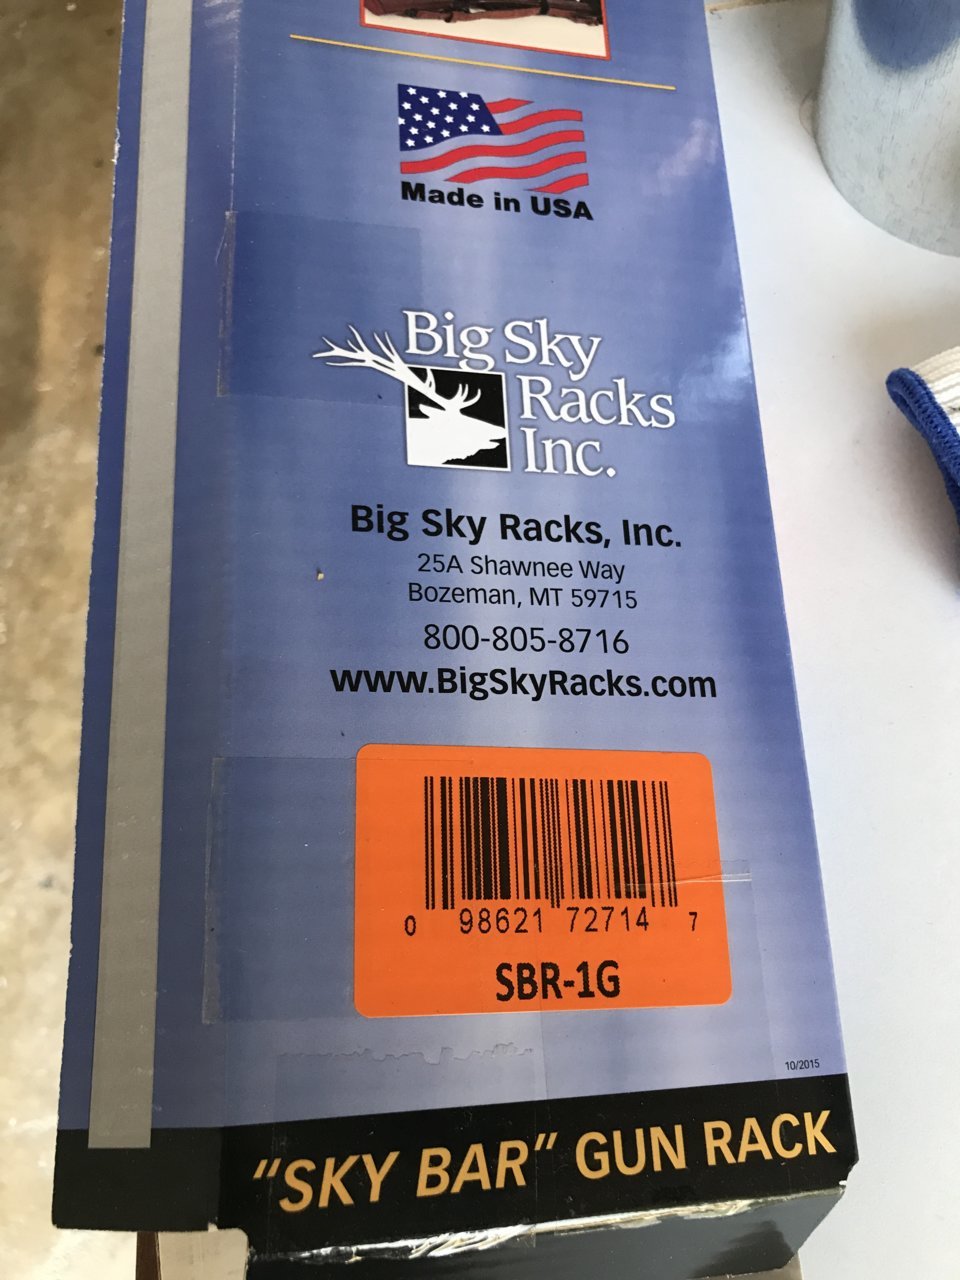 Made in USA
Big Sky
Racks
Inc.
Big Sky Racks, Inc.
25A Shawnee Way
Bozeman, MT 59715
800-805-8716
www.BigSkyRacks.com
0 98621 72714 7
SBR-1G
10/2015
"SKY BAR" GUN RACK